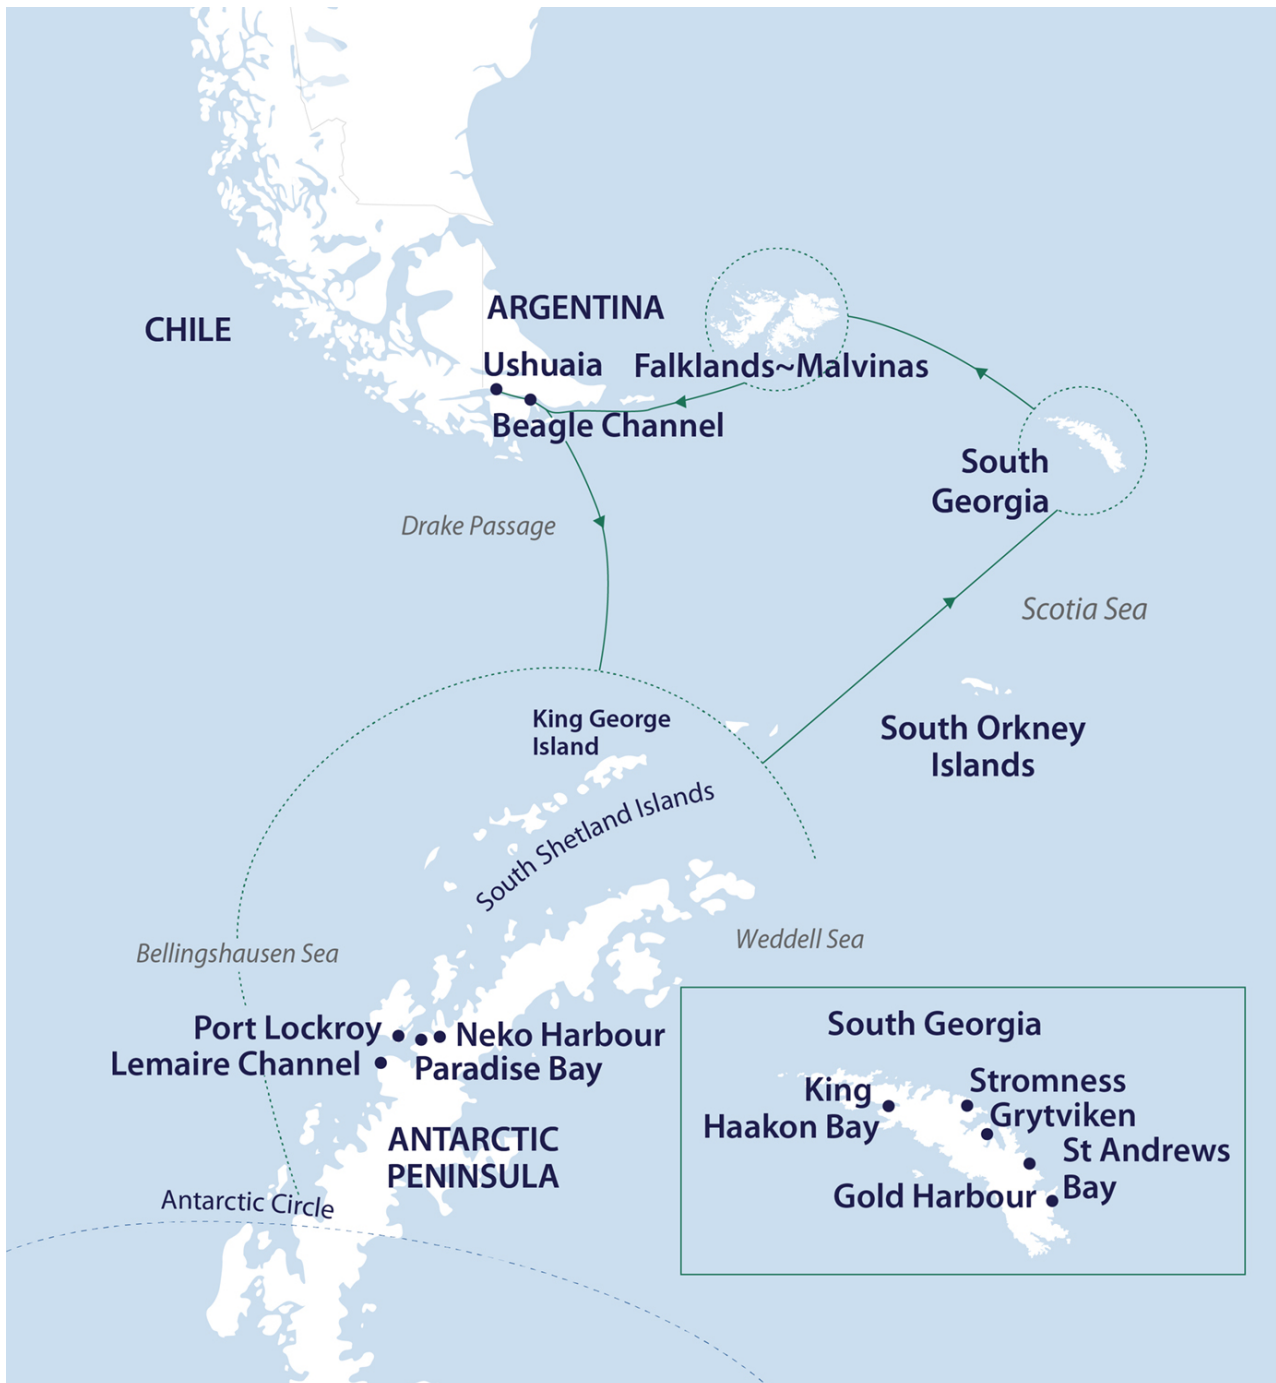 ARGENTINA
CHILE
Ushuaia
Falklands~Malvinas
Beagle Channel
South
Georgia
Drake Passage
Scotia Sea
King George
Island
South Orkney
Islands
South Shetland Islands
Bellingshausen Sea
Weddell Sea
Port Lockroy
Neko Harbour
Lemaire Channel
Paradise Bay
ANTARCTIC
PENINSULA
Antarctic Circle
South Georgia
King
Haakon Bay
Stromness
Grytviken
St Andrews
Bay
Gold Harbour